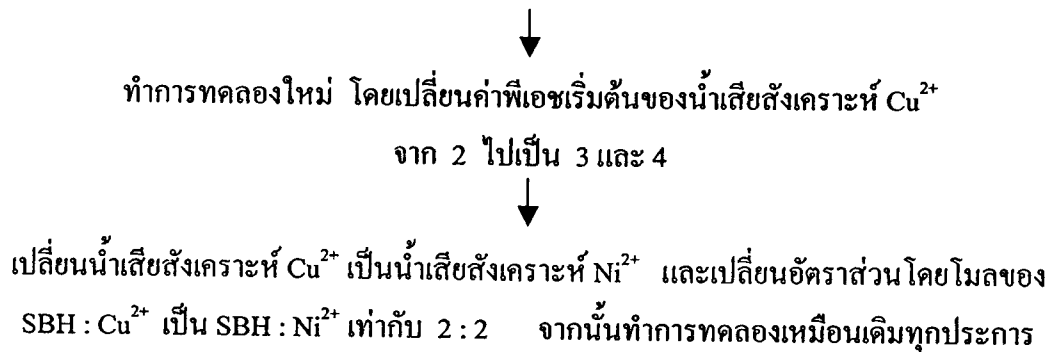 ทำการทดลองใหม่ โดยเปลี่ยนค่าพีเอชเริ่มต้นของน้ำเสียสังเคราะห์ Cu²⁺
จาก 2 ไปเป็น 3 และ 4
เปลี่ยนน้ำเสียสังเคราะห์ Cu²⁺ เป็นน้ำเสียสังเคราะห์ Ni²⁺ และเปลี่ยนอัตราส่วนโดยโมลของ
SBH : Cu²⁺ เป็น SBH : Ni²⁺ เท่ากับ 2 : 2 จากนั้นทำการทดลองเหมือนเดิมทุกประการ